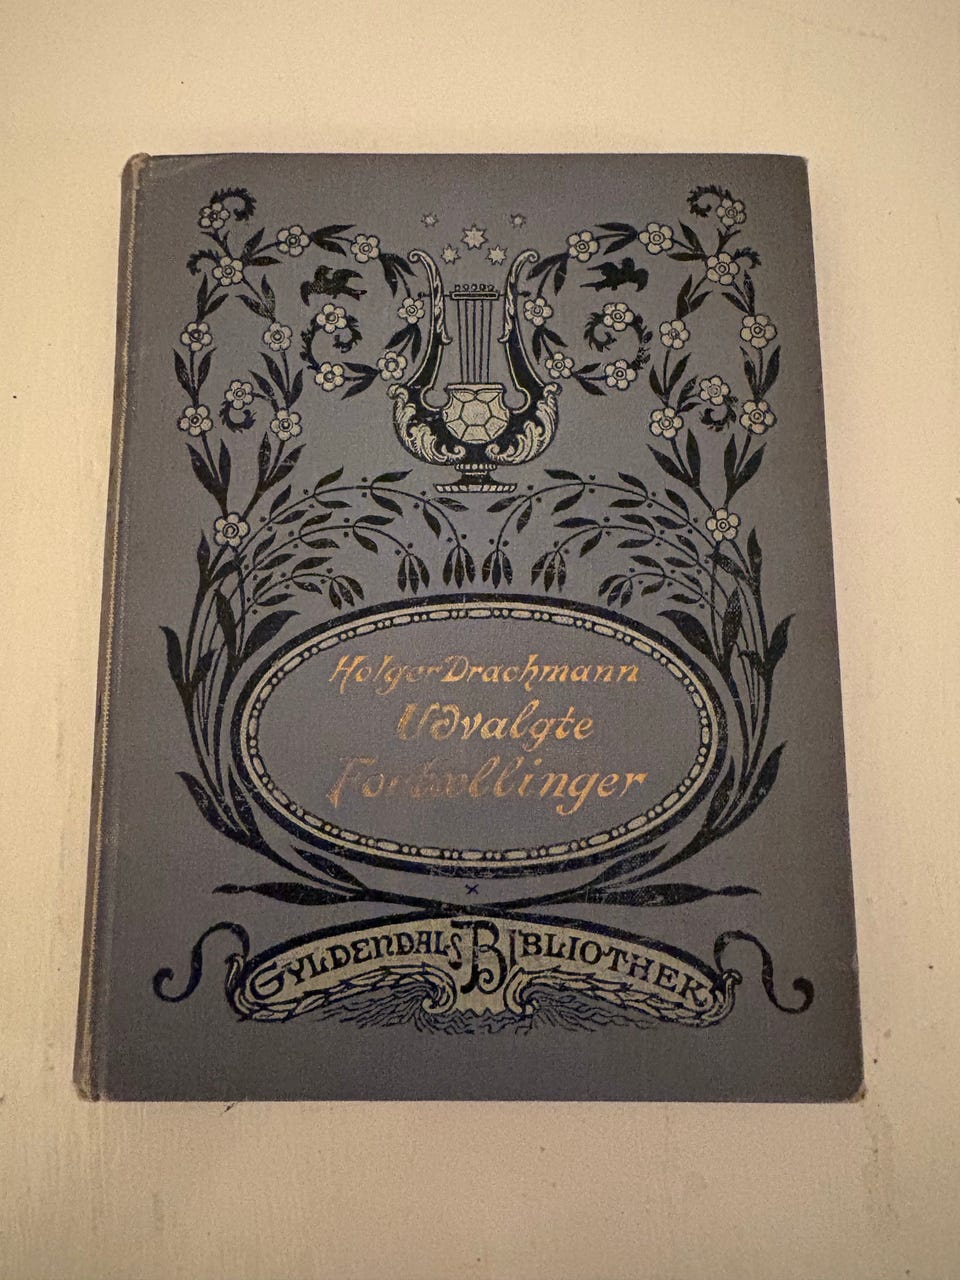 Holger Drachmann
Udvalgte
Fortællinger
GYLDENDALS BIBLIOTHEK